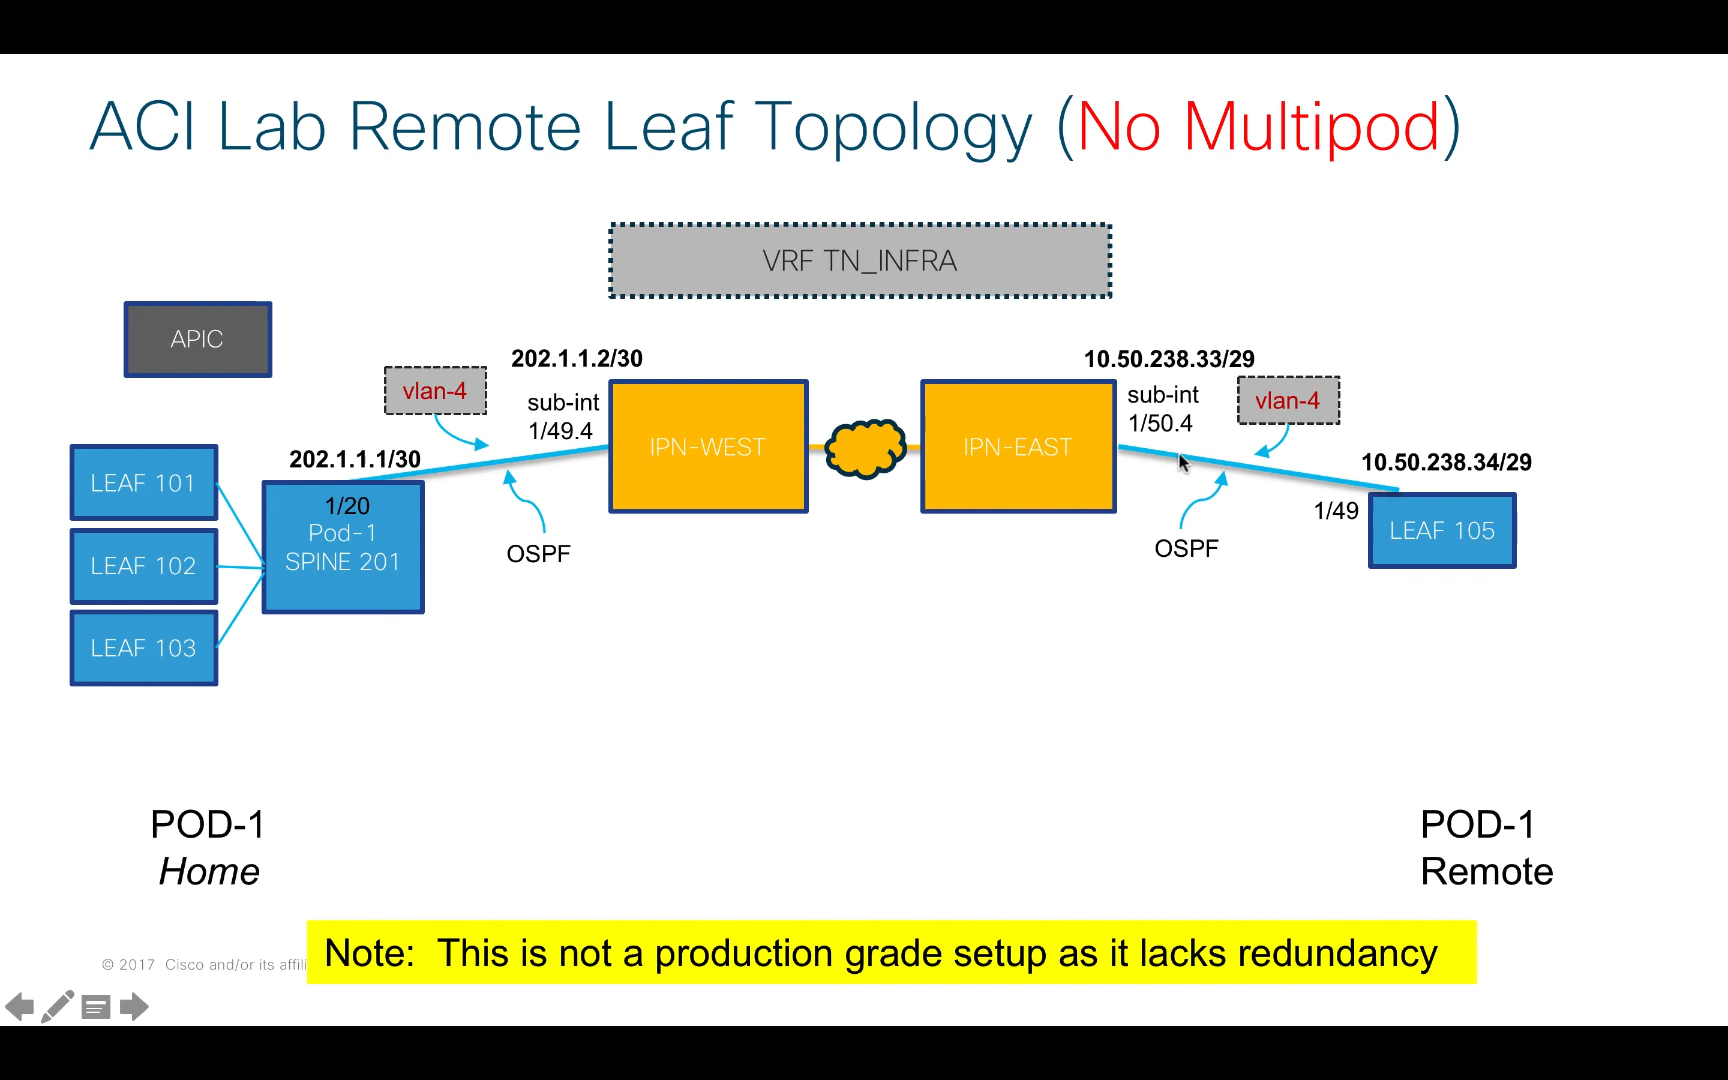 ACI Lab Remote Leaf Topology (No Multipod)
VRF TN_INFRA
APIC
vlan-4
202.1.1.2/30
sub-int
1/49.4
IPN-WEST
IPN-EAST
10.50.238.33/29
sub-int
1/50.4
vlan-4
LEAF 101
LEAF 102
LEAF 103
202.1.1.1/30
1/20
Pod-1
SPINE 201
OSPF
OSPF
10.50.238.34/29
1/49
LEAF 105
POD-1
Home
POD-1
Remote
Note: This is not a production grade setup as it lacks redundancy
© 2017 Cisco and/or its